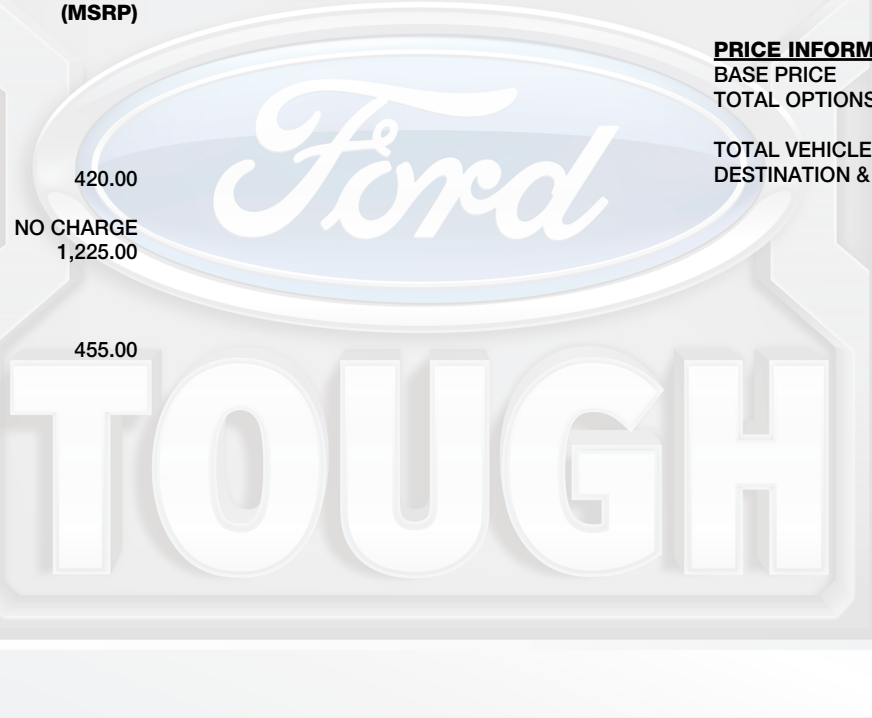 (MSRP)
420.00
NO CHARGE
1,225.00
455.00
PRICE INFORM
BASE PRICE
TOTAL OPTIONS
TOTAL VEHICLE
DESTINATION &
Ford
TOUGH